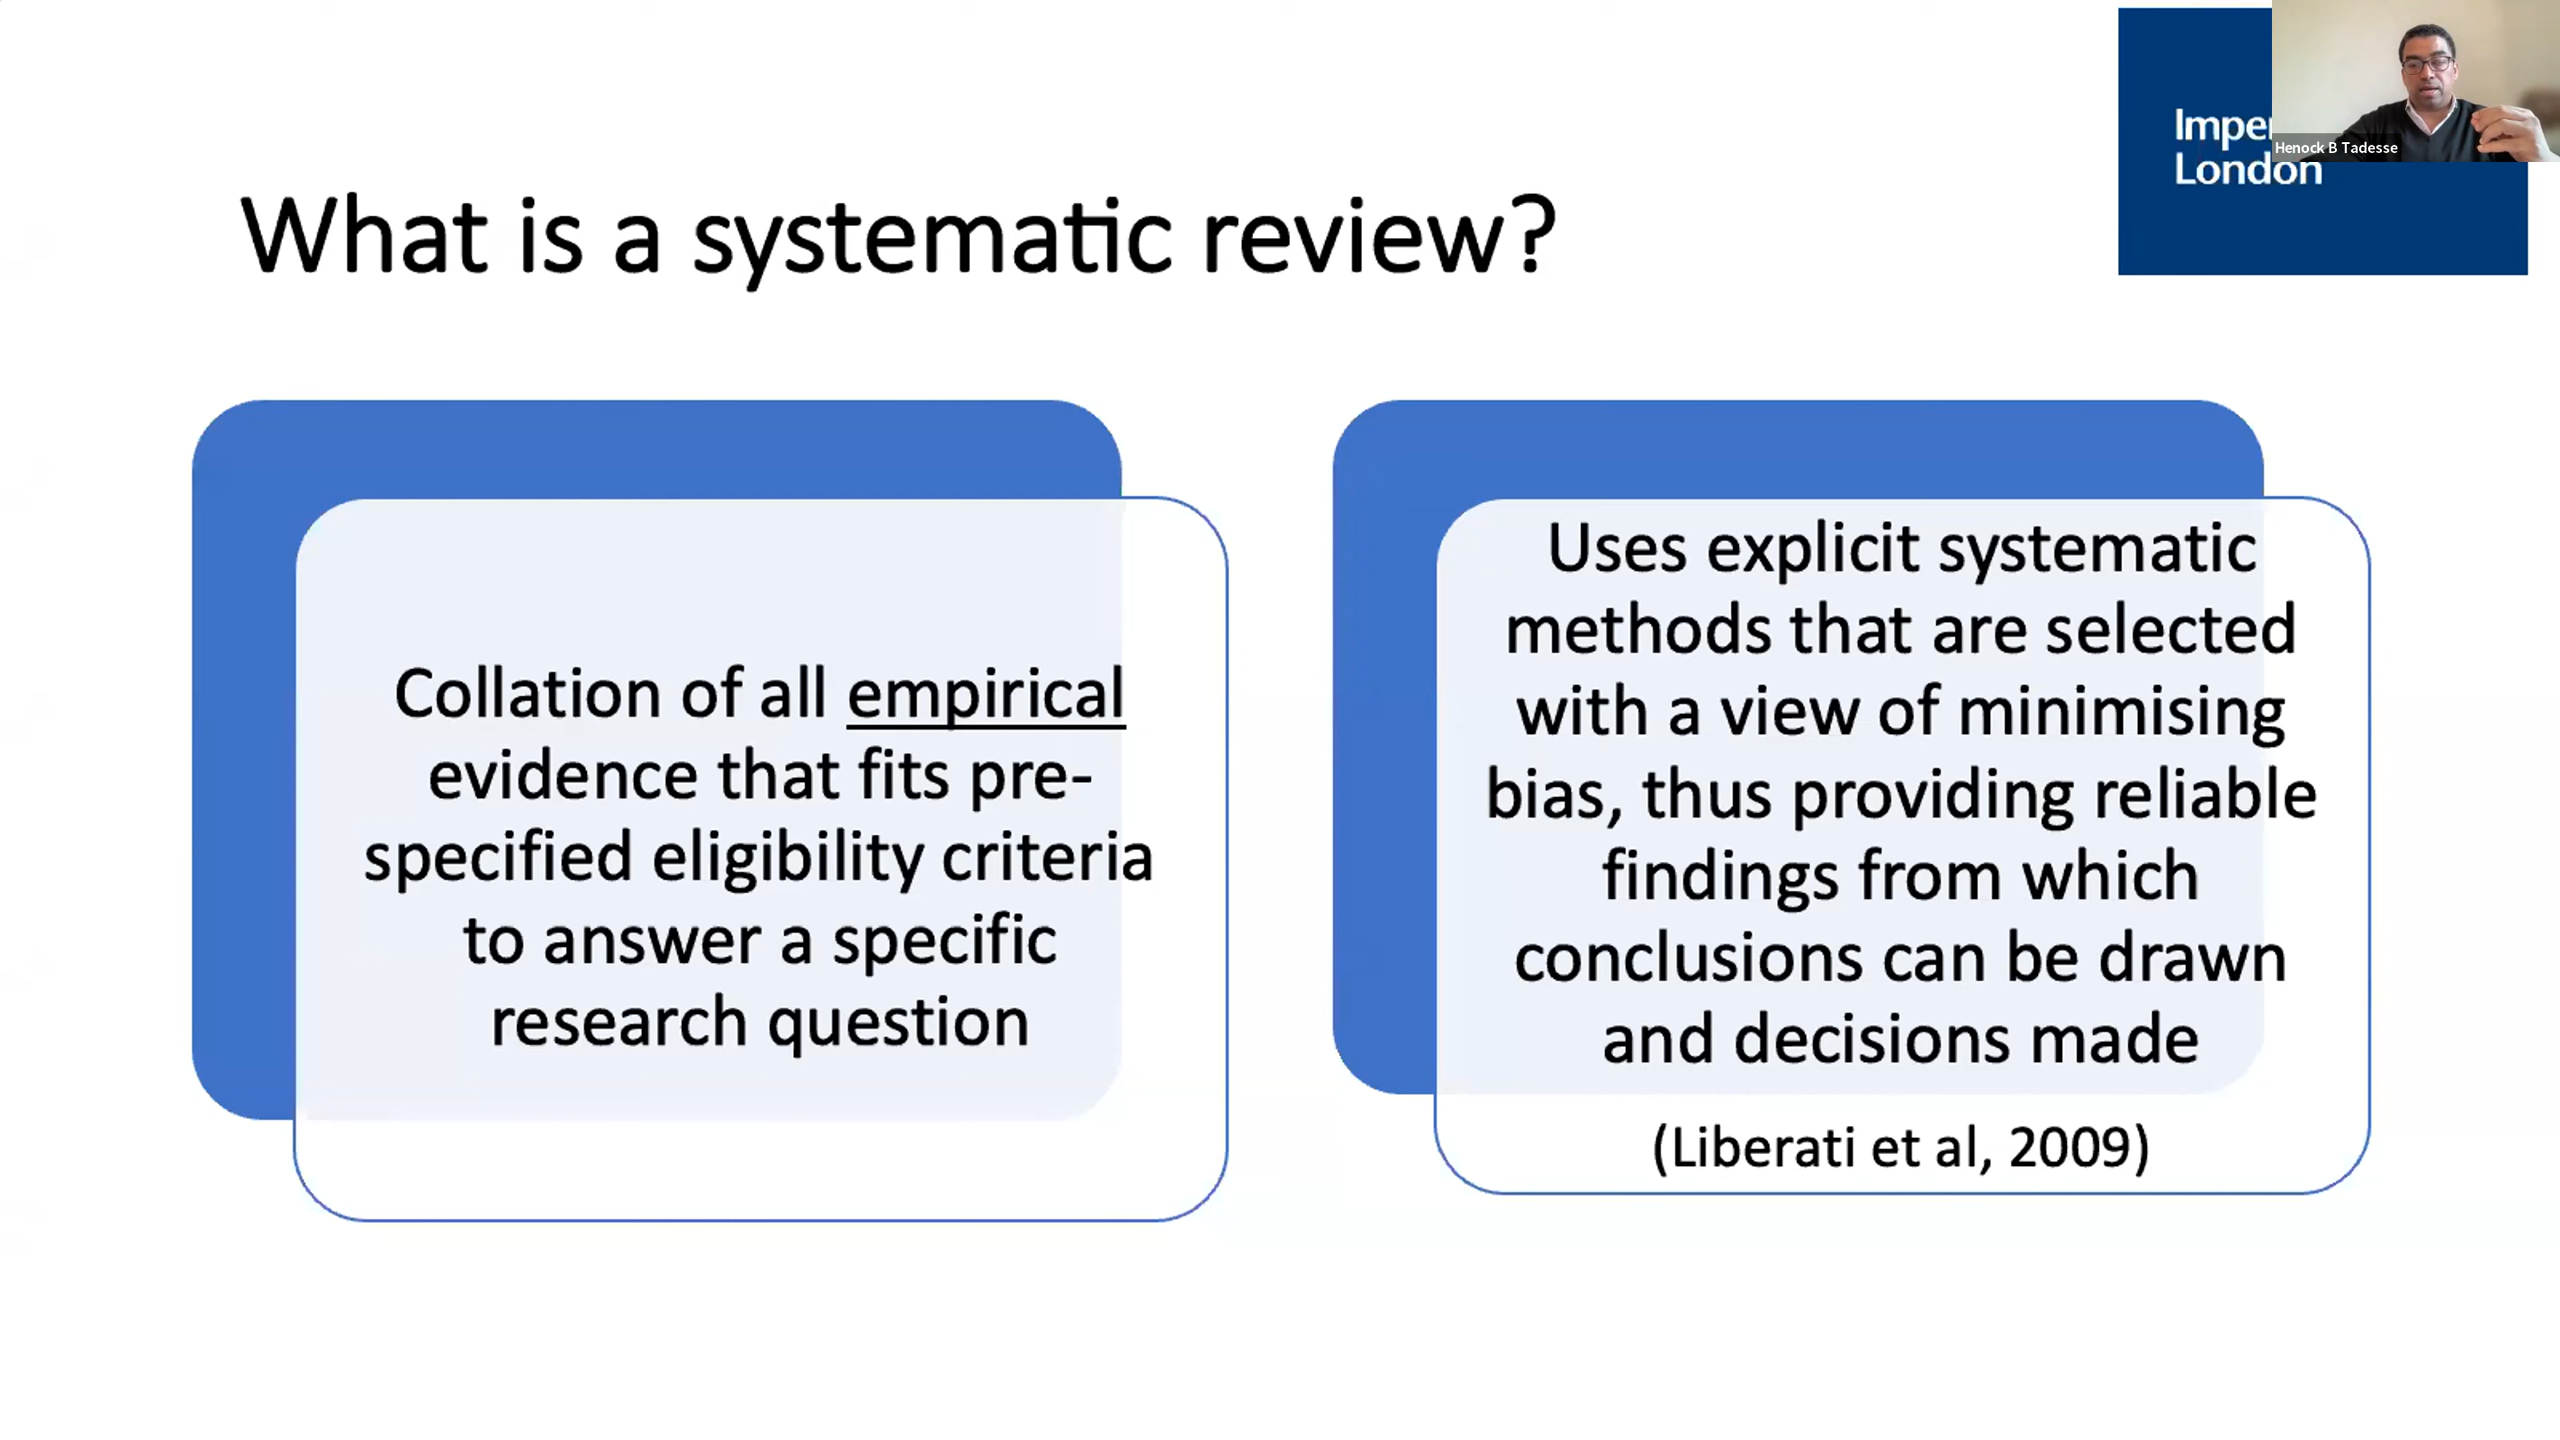 Impe
London
Henock B Tadesse
What is a systematic review?
Collation of all empirical
evidence that fits pre-
specified eligibility criteria
to answer a specific
research question
Uses explicit systematic
methods that are selected
with a view of minimising
bias, thus providing reliable
findings from which
conclusions can be drawn
and decisions made
(Liberati et al, 2009)